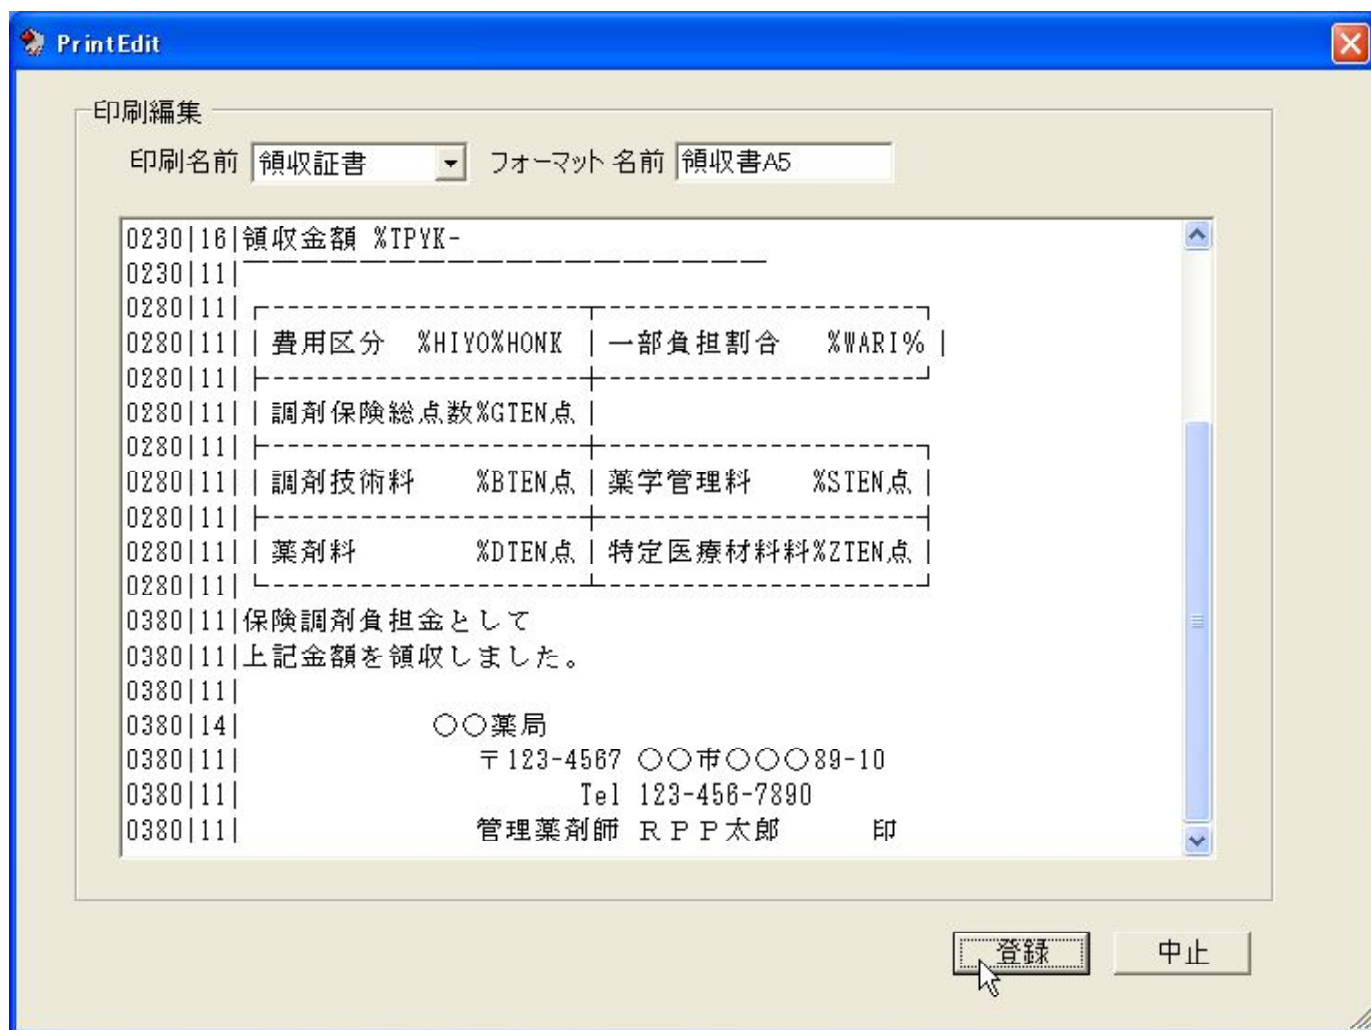 PrintEdit
印刷編集
印刷名前 領収証書 フォーマット名前 領収書A5
0230|16|領収金額 %TPYK-
0230|11|￣￣￣￣￣￣￣￣￣￣￣￣￣￣￣￣￣￣
0280|11| ┌----------------------┬----------------------┐
0280|11| | 費用区分　%HIYO%HONK | 一部負担割合　 %WARI% |
0280|11| ├----------------------┼----------------------┘
0280|11| | 調剤保険総点数%GTEN点 |
0280|11| ├----------------------┼----------------------┐
0280|11| | 調剤技術料　　%BTEN点 | 薬学管理料　　%STEN点 |
0280|11| ├----------------------┼----------------------┤
0280|11| | 薬剤料　　　　%DTEN点 | 特定医療材料料%ZTEN点 |
0280|11| └----------------------┴----------------------┘
0380|11|保険調剤負担金として
0380|11|上記金額を領収しました。
0380|11|
0380|14|　　　　　　　○○薬局
0380|11|　　　　　　　　〒123-4567 ○○市○○○89-10
0380|11|　　　　　　　　　　　　Tel 123-456-7890
0380|11|　　　　　　　　管理薬剤師 ＲＰＰ太郎　　　印
登録 中止